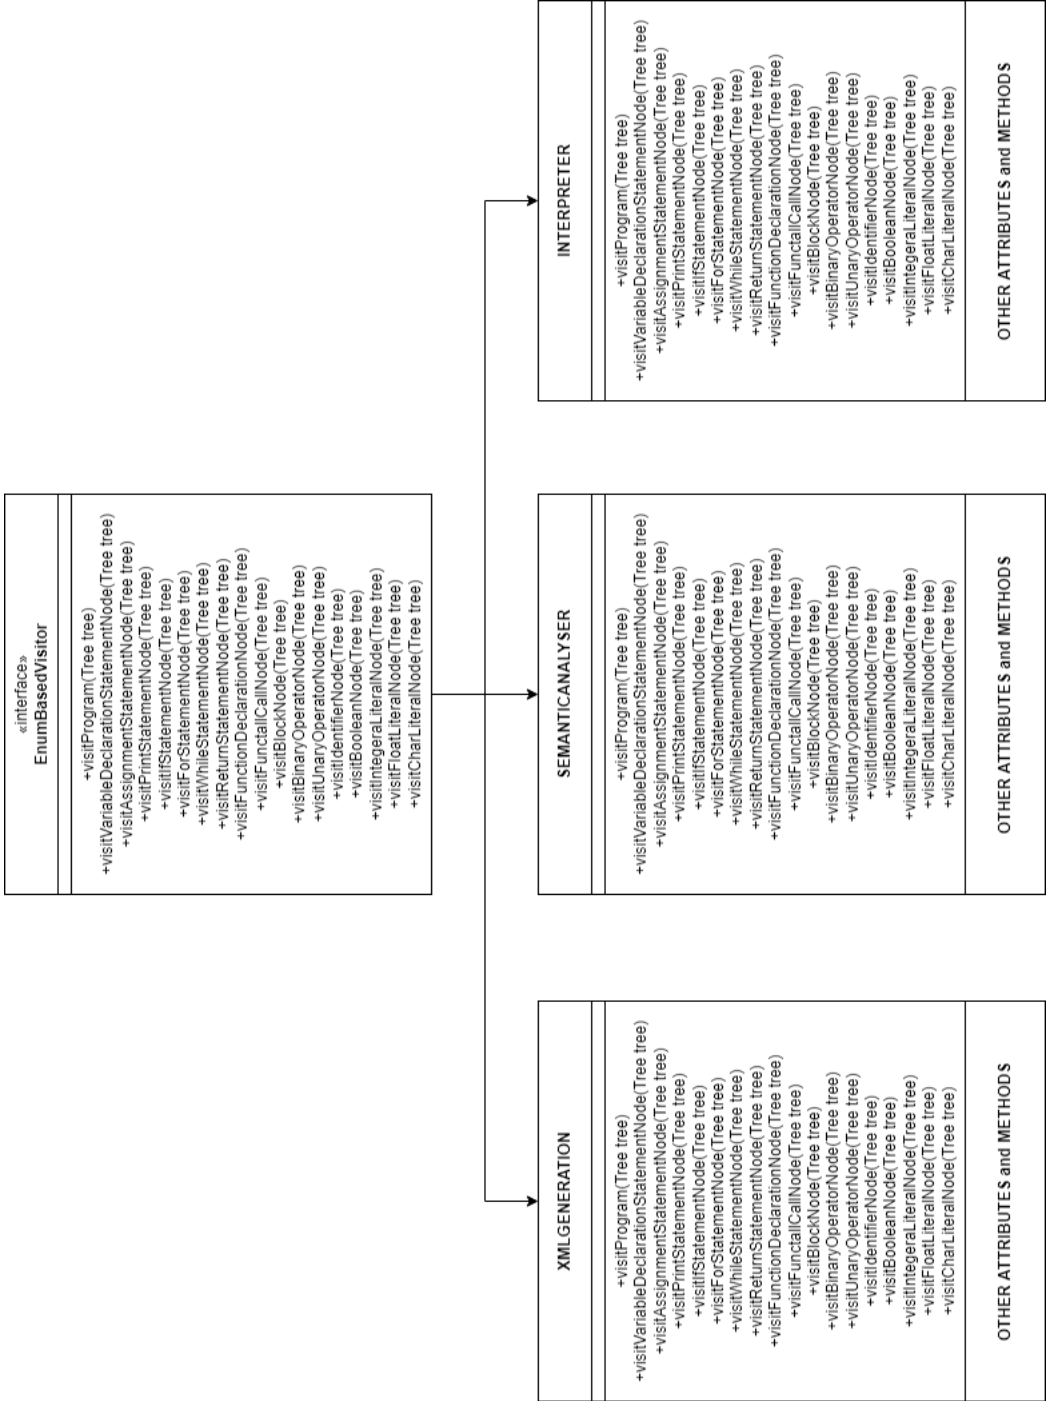 «interface»
EnumBasedVisitor
+visitProgram(Tree tree)
+visitVariableDeclarationStatementNode(Tree tree)
+visitAssignmentStatementNode(Tree tree)
+visitPrintStatementNode(Tree tree)
+visitIfStatementNode(Tree tree)
+visitForStatementNode(Tree tree)
+visitWhileStatementNode(Tree tree)
+visitReturnStatementNode(Tree tree)
+visitFunctionDeclarationNode(Tree tree)
+visitFunctallCallNode(Tree tree)
+visitBlockNode(Tree tree)
+visitBinaryOperatorNode(Tree tree)
+visitUnaryOperatorNode(Tree tree)
+visitIdentifierNode(Tree tree)
+visitBooleanNode(Tree tree)
+visitIntegeraLiteralNode(Tree tree)
+visitFloatLiteralNode(Tree tree)
+visitCharLiteralNode(Tree tree)
XMLGENERATION
+visitProgram(Tree tree)
+visitVariableDeclarationStatementNode(Tree tree)
+visitAssignmentStatementNode(Tree tree)
+visitPrintStatementNode(Tree tree)
+visitIfStatementNode(Tree tree)
+visitForStatementNode(Tree tree)
+visitWhileStatementNode(Tree tree)
+visitReturnStatementNode(Tree tree)
+visitFunctionDeclarationNode(Tree tree)
+visitFunctallCallNode(Tree tree)
+visitBlockNode(Tree tree)
+visitBinaryOperatorNode(Tree tree)
+visitUnaryOperatorNode(Tree tree)
+visitIdentifierNode(Tree tree)
+visitBooleanNode(Tree tree)
+visitIntegeraLiteralNode(Tree tree)
+visitFloatLiteralNode(Tree tree)
+visitCharLiteralNode(Tree tree)
OTHER ATTRIBUTES and METHODS
SEMANTICANALYSER
+visitProgram(Tree tree)
+visitVariableDeclarationStatementNode(Tree tree)
+visitAssignmentStatementNode(Tree tree)
+visitPrintStatementNode(Tree tree)
+visitIfStatementNode(Tree tree)
+visitForStatementNode(Tree tree)
+visitWhileStatementNode(Tree tree)
+visitReturnStatementNode(Tree tree)
+visitFunctionDeclarationNode(Tree tree)
+visitFunctallCallNode(Tree tree)
+visitBlockNode(Tree tree)
+visitBinaryOperatorNode(Tree tree)
+visitUnaryOperatorNode(Tree tree)
+visitIdentifierNode(Tree tree)
+visitBooleanNode(Tree tree)
+visitIntegeraLiteralNode(Tree tree)
+visitFloatLiteralNode(Tree tree)
+visitCharLiteralNode(Tree tree)
OTHER ATTRIBUTES and METHODS
INTERPRETER
+visitProgram(Tree tree)
+visitVariableDeclarationStatementNode(Tree tree)
+visitAssignmentStatementNode(Tree tree)
+visitPrintStatementNode(Tree tree)
+visitIfStatementNode(Tree tree)
+visitForStatementNode(Tree tree)
+visitWhileStatementNode(Tree tree)
+visitReturnStatementNode(Tree tree)
+visitFunctionDeclarationNode(Tree tree)
+visitFunctallCallNode(Tree tree)
+visitBlockNode(Tree tree)
+visitBinaryOperatorNode(Tree tree)
+visitUnaryOperatorNode(Tree tree)
+visitIdentifierNode(Tree tree)
+visitBooleanNode(Tree tree)
+visitIntegeraLiteralNode(Tree tree)
+visitFloatLiteralNode(Tree tree)
+visitCharLiteralNode(Tree tree)
OTHER ATTRIBUTES and METHODS